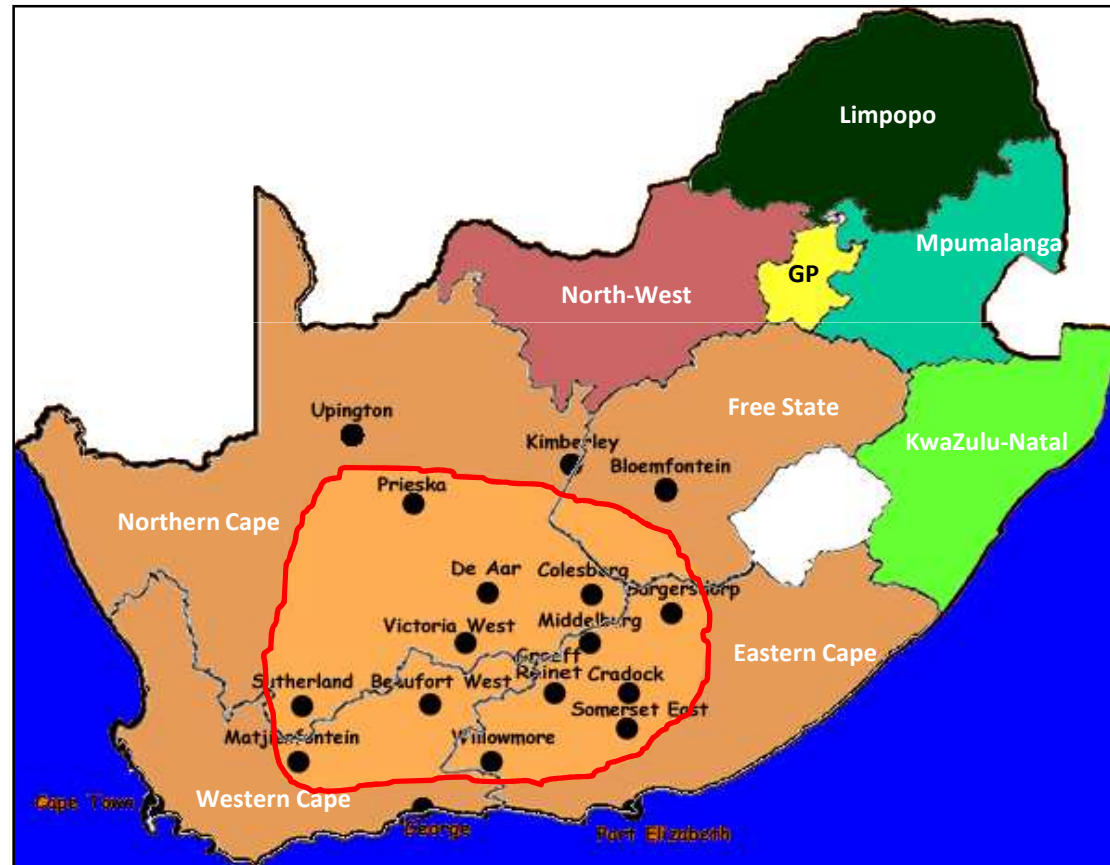 Limpopo
Mpumalanga
GP
North-West
Free State
Upington
KwaZulu-Natal
Kimberley
Bloemfontein
Prieska
Northern Cape
De Aar
Colesberg
Burgersdorp
Victoria West
Middelburg
Eastern Cape
Graaff
Reinet
Cradock
Sutherland
Beaufort West
Somerset East
Matjiesfontein
Willowmore
Western Cape
Cape Town
George
Port Elizabeth